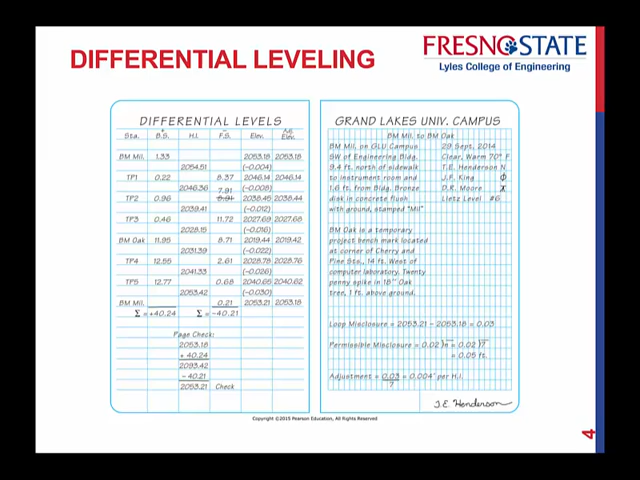 DIFFERENTIAL LEVELING
FRESNO STATE
Lyles College of Engineering
DIFFERENTIAL LEVELS
+ − Adj.
Sta. B.S. H.I. F.S. Elev. Elev.
BM Mil. 1.33 2053.18 2053.18
2054.51 (-0.004)
TP1 0.22 8.37 2046.14 2046.14
2046.36 7.91 (-0.008)
TP2 0.96 8.91 2038.45 2038.44
2039.41 (-0.012)
TP3 0.46 11.72 2027.69 2027.68
2028.15 (-0.016)
BM Oak 11.95 8.71 2019.44 2019.42
2031.39 (-0.022)
TP4 12.55 2.61 2028.78 2028.76
2041.33 (-0.026)
TP5 12.77 0.68 2040.65 2040.62
2053.42 (-0.030)
BM Mil. 0.21 2053.21 2053.18
Σ = +40.24 Σ = -40.21
Page Check:
2053.18
+ 40.24
2093.42
- 40.21
2053.21 Check
GRAND LAKES UNIV. CAMPUS
BM Mil. to BM Oak
BM Mil. on GLU Campus 29 Sept. 2014
SW of Engineering Bldg. Clear, Warm 70° F
9.4 ft. north of sidewalk T.E. Henderson N
to instrument room and J.F. King
1.6 ft. from Bldg. Bronze D.R. Moore
disk in concrete flush Lietz Level #6
with ground, stamped "Mil"
BM Oak is a temporary
project bench mark located
at corner of Cherry and
Pine Sts., 14 ft. West of
computer laboratory. Twenty
penny spike in 18" Oak
tree, 1 ft. above ground.
Loop Misclosure = 2053.21 - 2053.18 = 0.03
Permissible Misclosure = 0.02 √n = 0.02 √7
= 0.05 ft.
Adjustment = 0.03/7 = 0.004' per H.I.
T.E. Henderson
Copyright ©2015 Pearson Education, All Rights Reserved
4